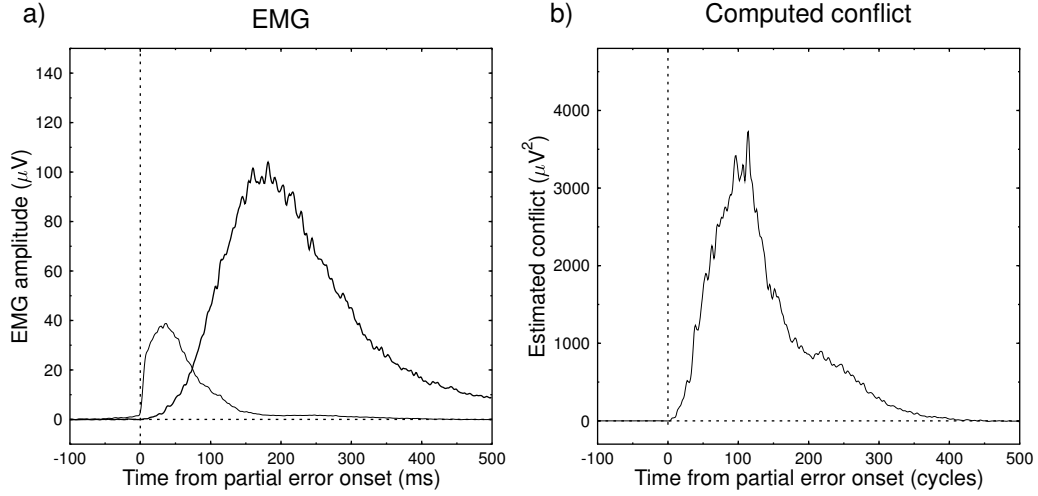 a)
EMG
EMG amplitude (μV)
140
120
100
80
60
40
20
0
-100 0 100 200 300 400 500
Time from partial error onset (ms)
b)
Computed conflict
Estimated conflict (μV²)
4000
3000
2000
1000
0
-100 0 100 200 300 400 500
Time from partial error onset (cycles)